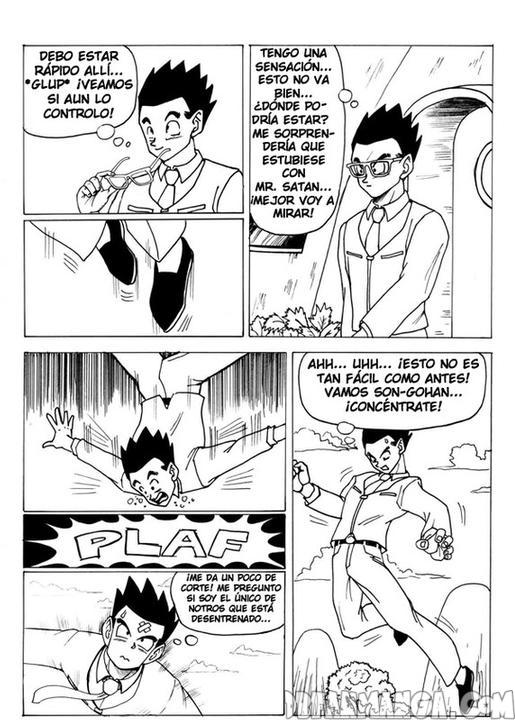 DEBO ESTAR
RÁPIDO ALLÍ...
*GLUP* ¡VEAMOS
SI AUN LO
CONTROLO!
TENGO UNA
SENSACIÓN...
ESTO NO VA
BIEN...
¿DÓNDE PO-
DRÍA ESTAR?
ME SORPREN-
DERÍA QUE
ESTUBIESE
CON
MR. SATAN...
¡MEJOR VOY A
MIRAR!
AHH... UHH... ¡ESTO NO ES
TAN FÁCIL COMO ANTES!
VAMOS SON-GOHAN...
¡CONCÉNTRATE!
PLAF
¡ME DA UN POCO DE
CORTE! ME PREGUNTO
SI SOY EL ÚNICO DE
NOTROS QUE ESTÁ
DESENTRENADO...